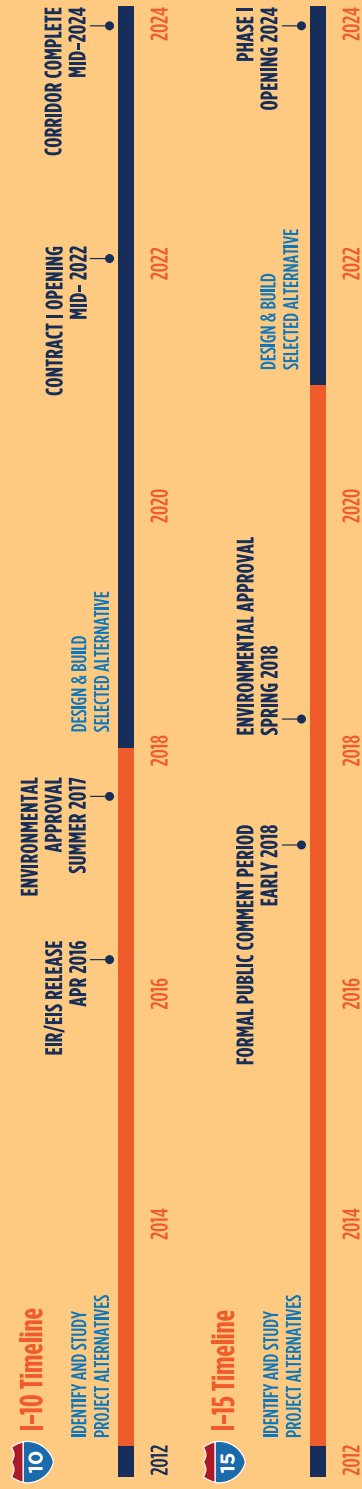 10
I-10 Timeline
IDENTIFY AND STUDY
PROJECT ALTERNATIVES
EIR/EIS RELEASE
APR 2016
ENVIRONMENTAL
APPROVAL
SUMMER 2017
DESIGN & BUILD
SELECTED ALTERNATIVE
CONTRACT I OPENING
MID– 2022
CORRIDOR COMPLETE
MID–2024
2012
2014
2016
2018
2020
2022
2024
15
I-15 Timeline
IDENTIFY AND STUDY
PROJECT ALTERNATIVES
FORMAL PUBLIC COMMENT PERIOD
EARLY 2018
ENVIRONMENTAL APPROVAL
SPRING 2018
DESIGN & BUILD
SELECTED ALTERNATIVE
PHASE I
OPENING 2024
2012
2014
2016
2018
2020
2022
2024